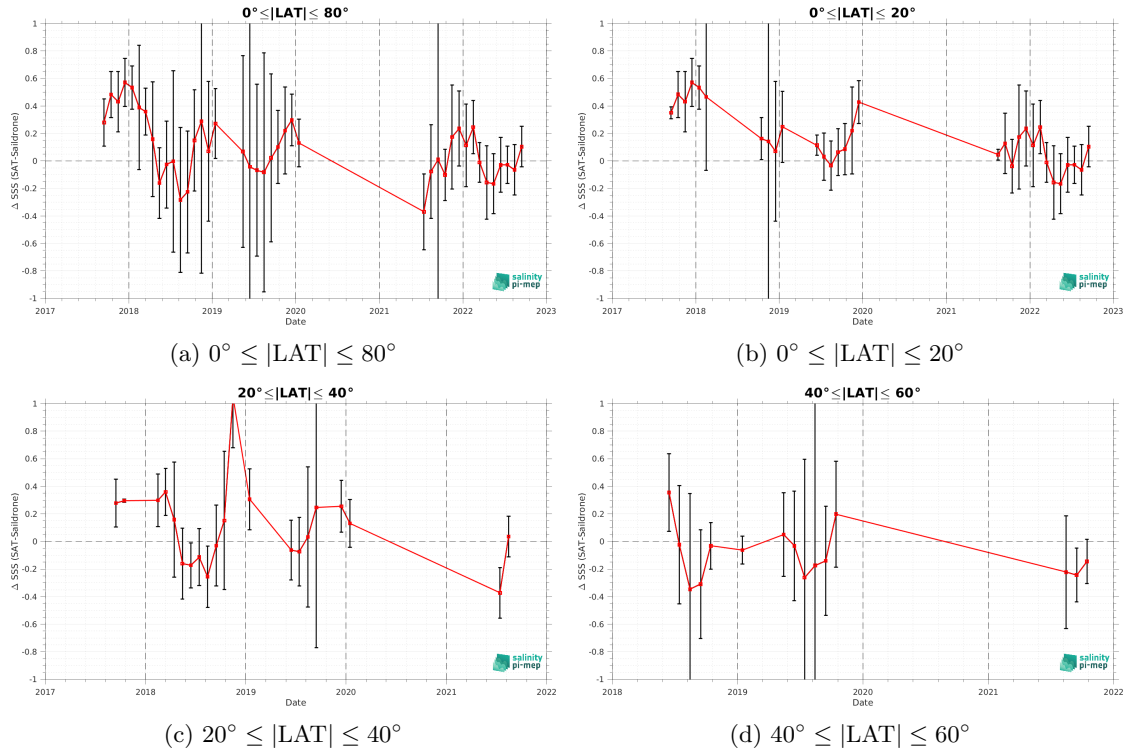 0°≤|LAT|≤ 80°
1
0.8
0.6
0.4
0.2
0
-0.2
-0.4
-0.6
-0.8
-1
Δ SSS (SAT-Saildrone)
2017 2018 2019 2020 2021 2022 2023
Date
salinity
pi-mep
(a) 0° ≤ |LAT| ≤ 80°
0°≤|LAT|≤ 20°
1
0.8
0.6
0.4
0.2
0
-0.2
-0.4
-0.6
-0.8
-1
Δ SSS (SAT-Saildrone)
2017 2018 2019 2020 2021 2022 2023
Date
salinity
pi-mep
(b) 0° ≤ |LAT| ≤ 20°
20°≤|LAT|≤ 40°
1
0.8
0.6
0.4
0.2
0
-0.2
-0.4
-0.6
-0.8
-1
Δ SSS (SAT-Saildrone)
2017 2018 2019 2020 2021 2022
Date
salinity
pi-mep
(c) 20° ≤ |LAT| ≤ 40°
40°≤|LAT|≤ 60°
1
0.8
0.6
0.4
0.2
0
-0.2
-0.4
-0.6
-0.8
-1
Δ SSS (SAT-Saildrone)
2018 2019 2020 2021 2022
Date
salinity
pi-mep
(d) 40° ≤ |LAT| ≤ 60°